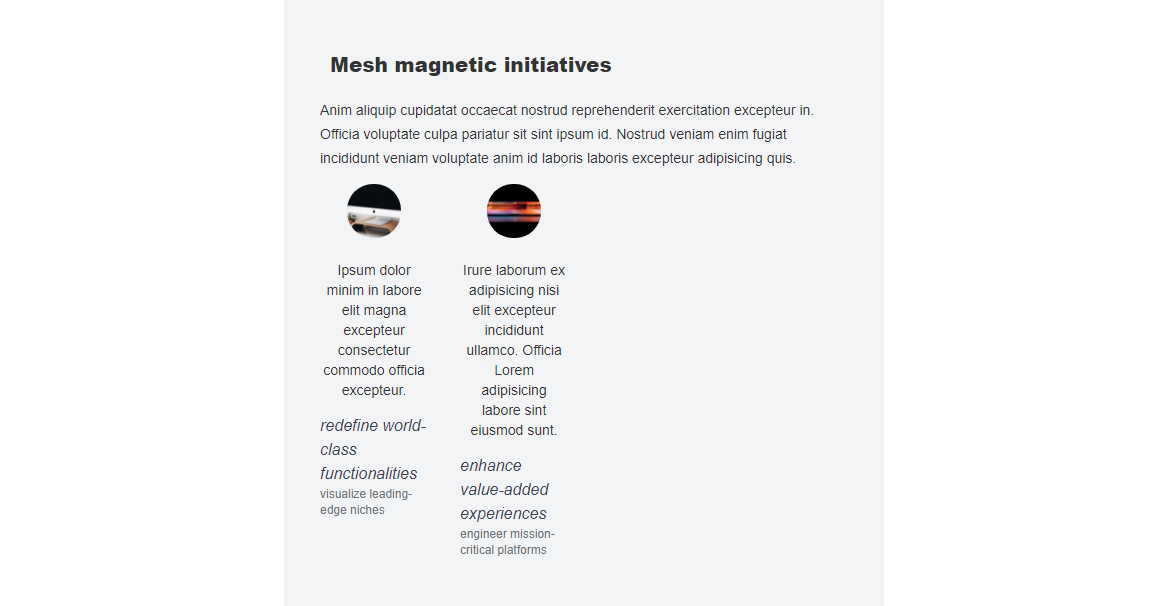 Mesh magnetic initiatives
Anim aliquip cupidatat occaecat nostrud reprehenderit exercitation excepteur in.
Officia voluptate culpa pariatur sit sint ipsum id. Nostrud veniam enim fugiat
incididunt veniam voluptate anim id laboris laboris excepteur adipisicing quis.
Ipsum dolor
minim in labore
elit magna
excepteur
consectetur
commodo officia
excepteur.
redefine world-
class
functionalities
visualize leading-
edge niches
Irure laborum ex
adipisicing nisi
elit excepteur
incididunt
ullamco. Officia
Lorem
adipisicing
labore sint
eiusmod sunt.
enhance
value-added
experiences
engineer mission-
critical platforms